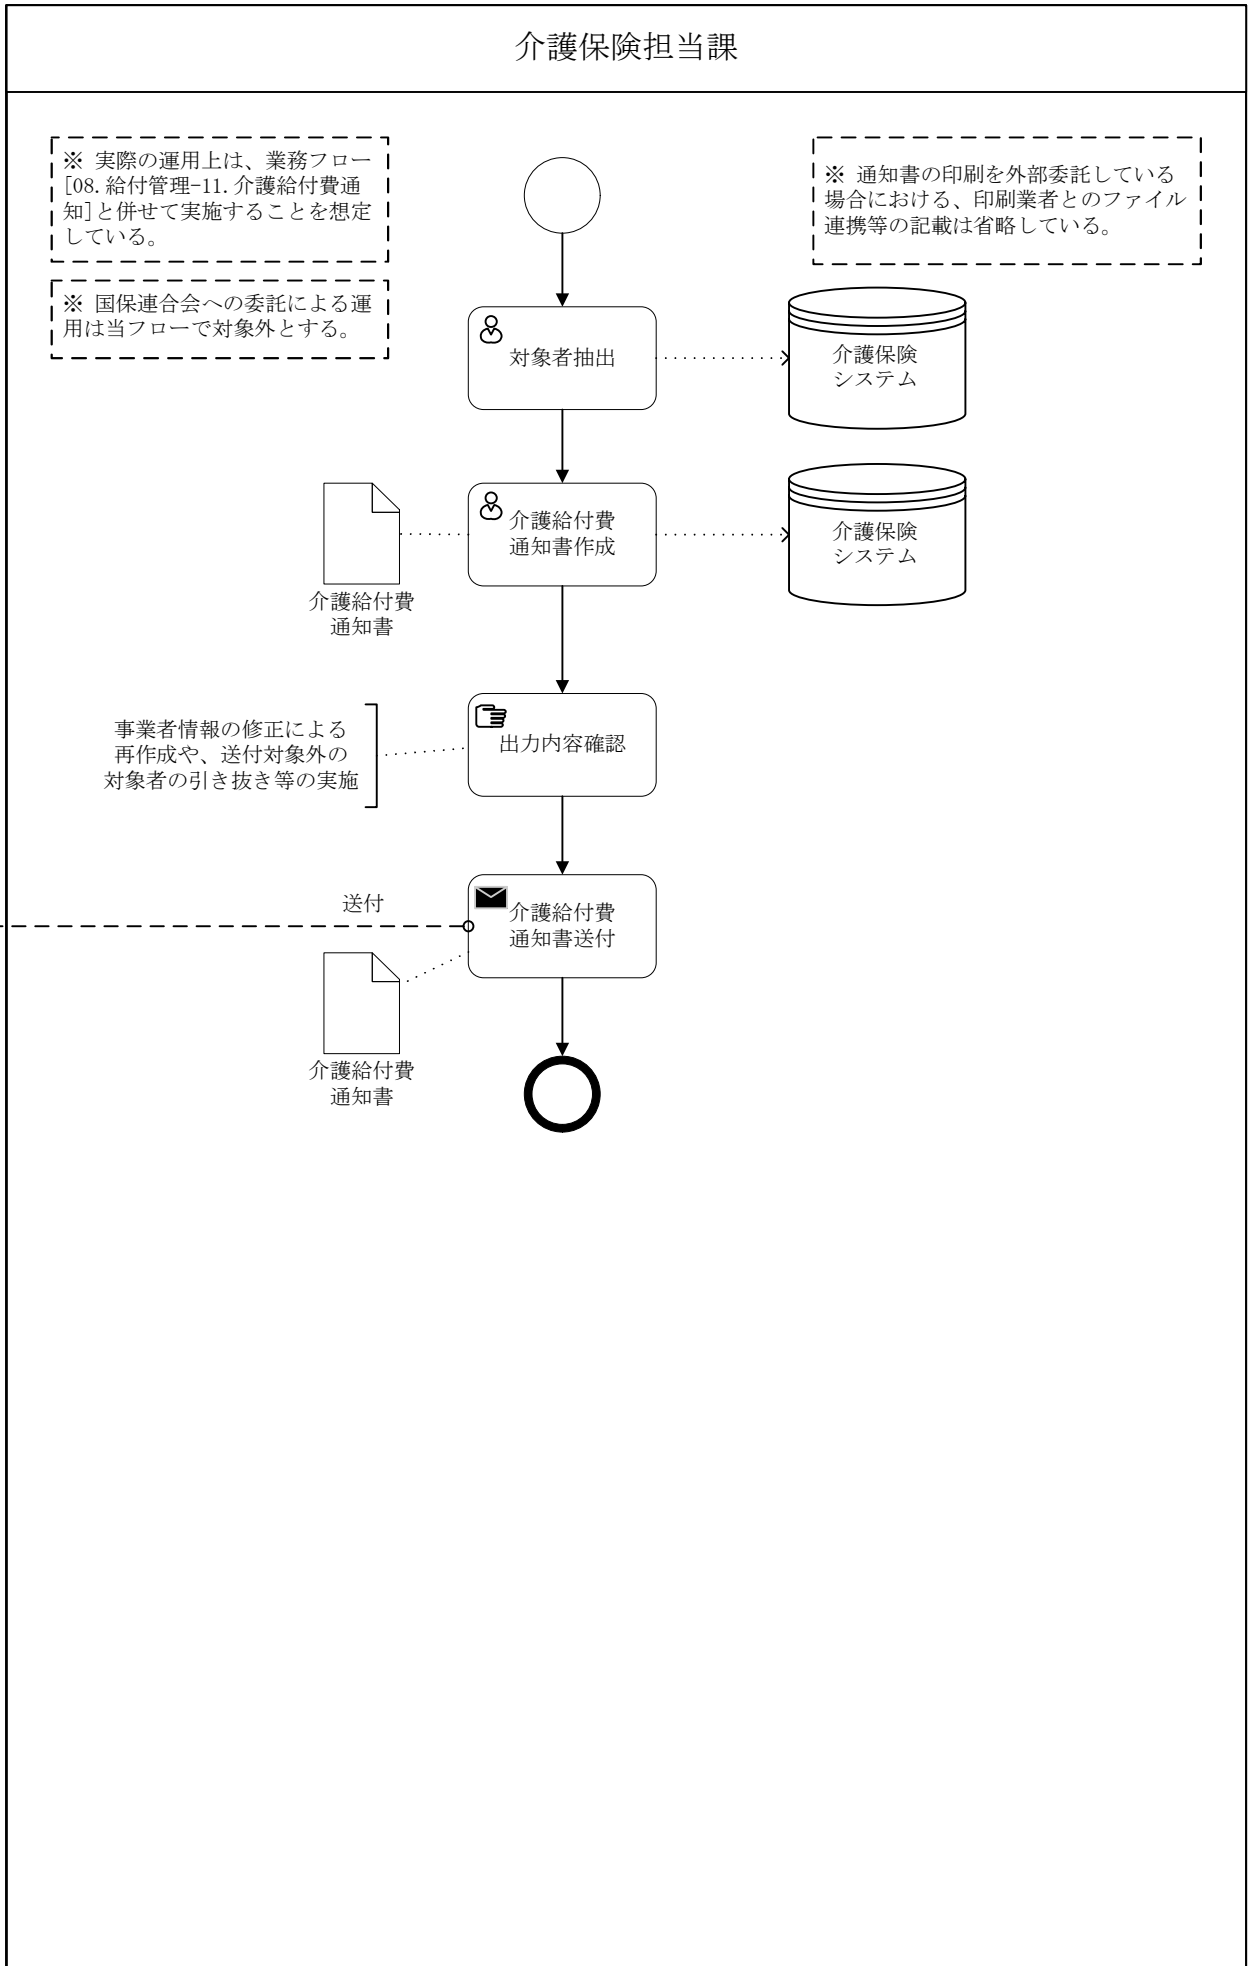 介護保険担当課
※ 実際の運用上は、業務フロー
[08.給付管理-11.介護給付費通
知]と併せて実施することを想定
している。
※ 国保連合会への委託による運
用は当フローで対象外とする。
※ 通知書の印刷を外部委託している
場合における、印刷業者とのファイル
連携等の記載は省略している。
対象者抽出
介護保険
システム
介護給付費
通知書
介護給付費
通知書作成
介護保険
システム
事業者情報の修正による
再作成や、送付対象外の
対象者の引き抜き等の実施
出力内容確認
送付
介護給付費
通知書送付
介護給付費
通知書